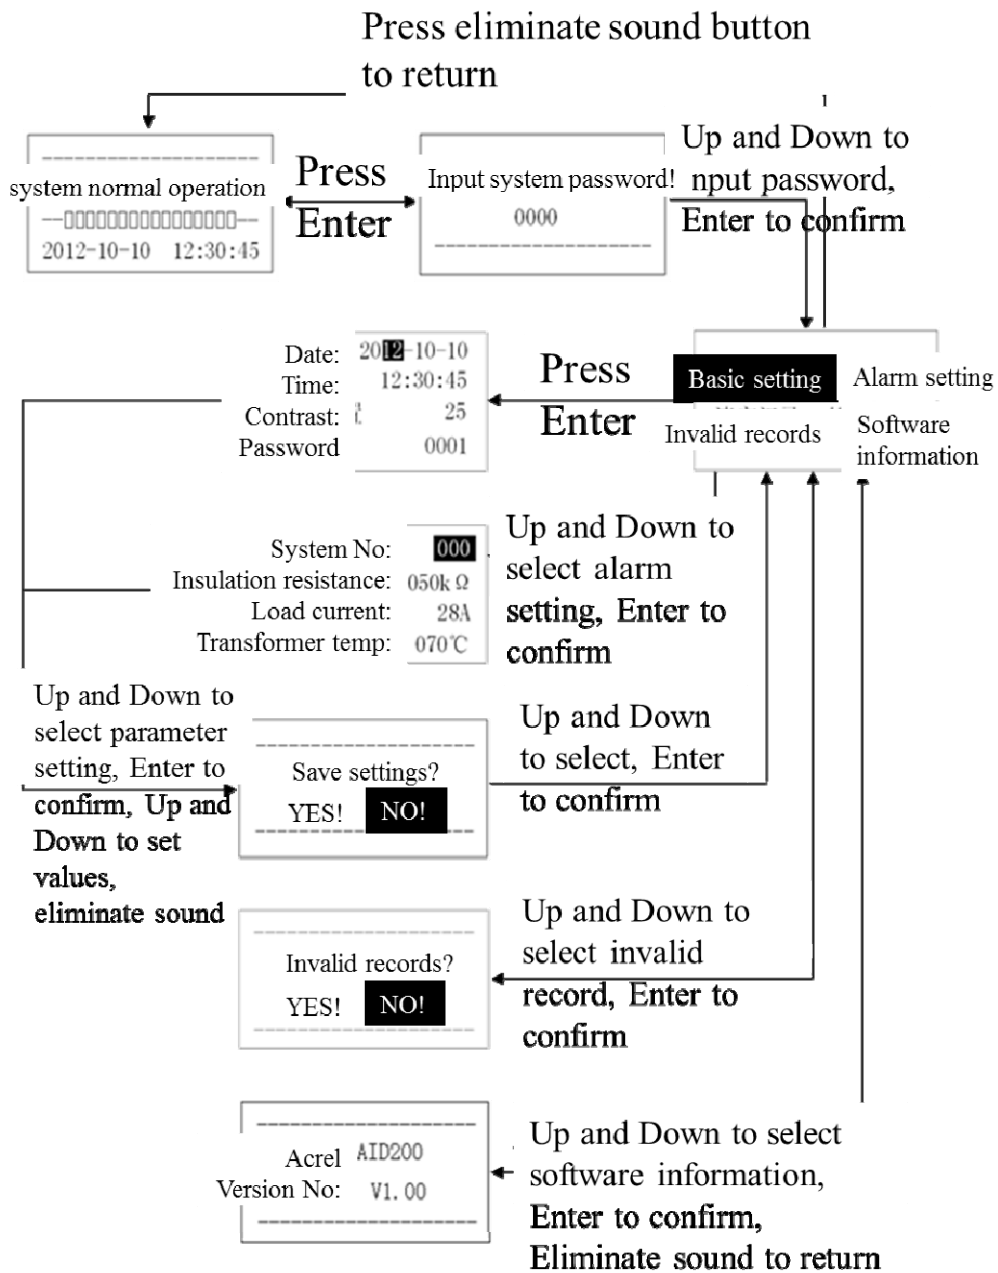 Press eliminate sound button
to return
system normal operation
2012-10-10 12:30:45
Press
Enter
Input system password!
0000
Up and Down to
nput password,
Enter to confirm
Date: 2012-10-10
Time: 12:30:45
Contrast: 25
Password 0001
Press
Enter
Basic setting Alarm setting
Invalid records
Software
information
System No: 000
Insulation resistance: 050k Ω
Load current: 28A
Transformer temp: 070℃
Up and Down to
select alarm
setting, Enter to
confirm
Up and Down to
select parameter
setting, Enter to
confirm, Up and
Down to set
values,
eliminate sound
Save settings?
YES! NO!
Up and Down
to select, Enter
to confirm
Invalid records?
YES! NO!
Up and Down to
select invalid
record, Enter to
confirm
Acrel AID200
Version No: V1.00
Up and Down to select
software information,
Enter to confirm,
Eliminate sound to return